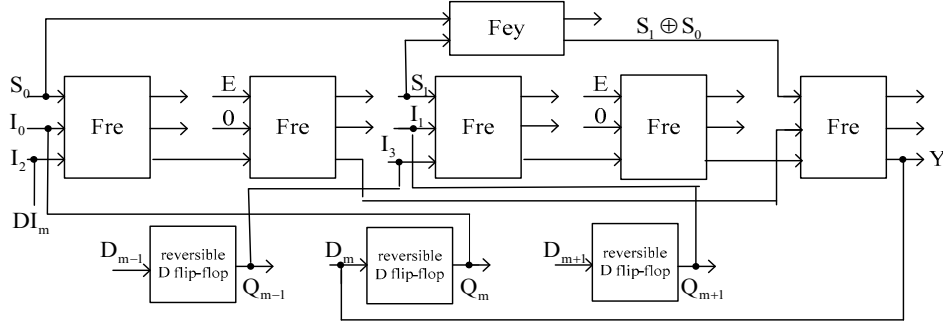 Fey
S₁ ⊕ S₀
S₀
E
S₁
E
I₀
Fre
0
Fre
I₁
Fre
0
Fre
Fre
I₂
I₃
Y
DIₘ
Dₘ₋₁
reversible
D flip-flop
Qₘ₋₁
Dₘ
reversible
D flip-flop
Qₘ
Dₘ₊₁
reversible
D flip-flop
Qₘ₊₁